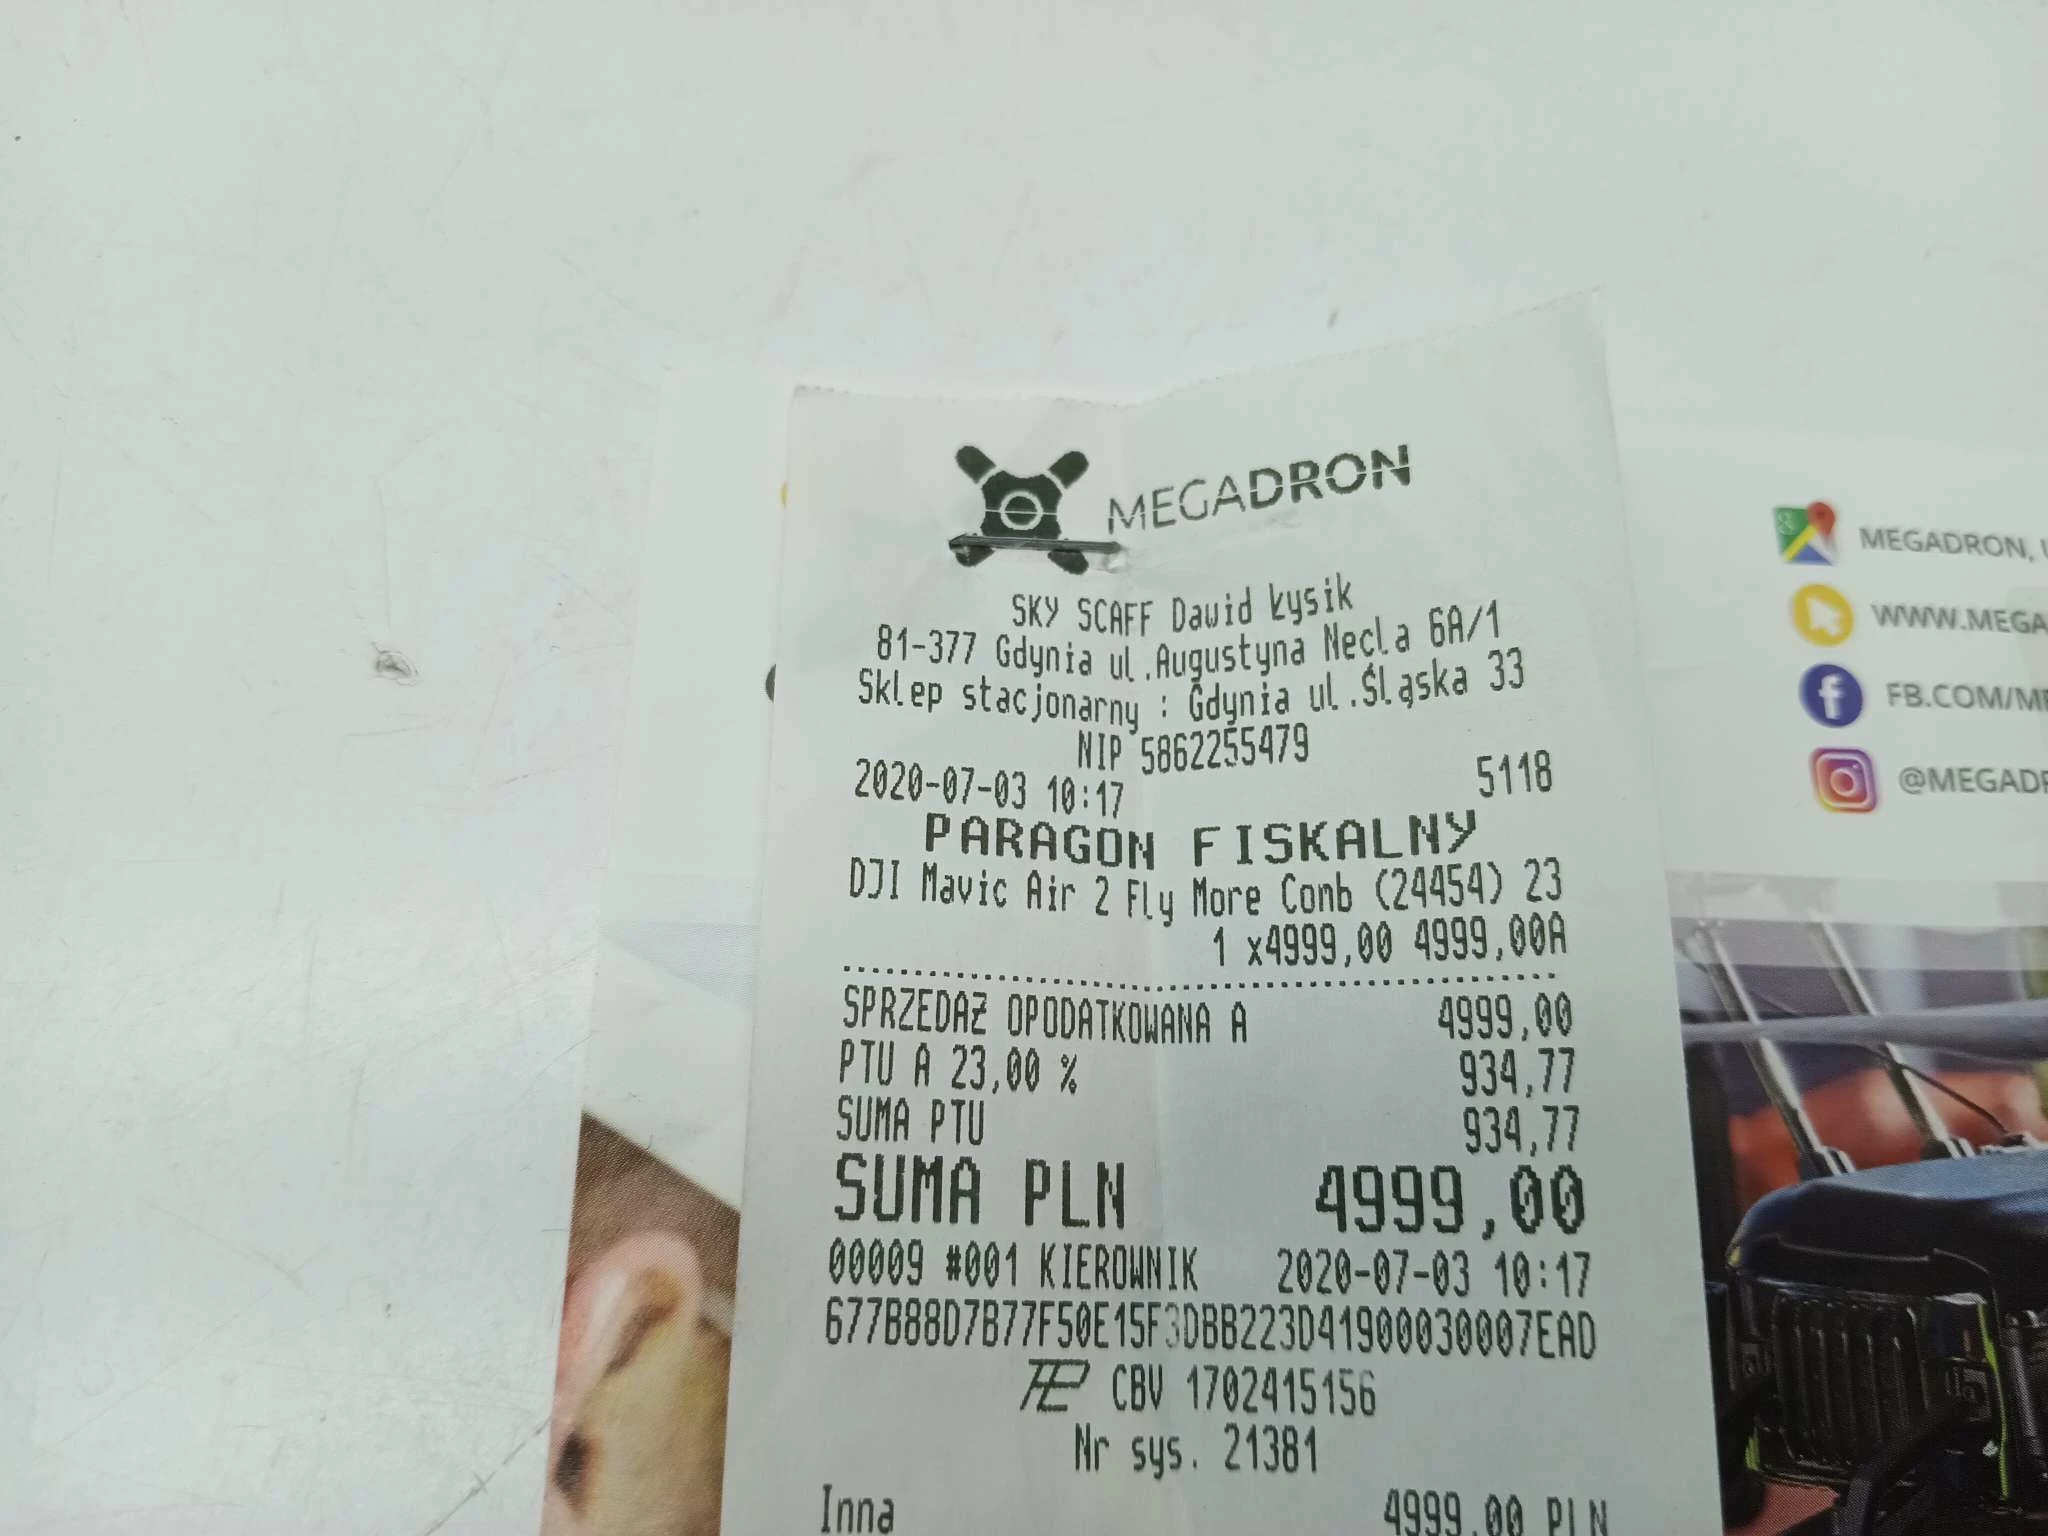 MEGADRON
SKY SCAFF Dawid Łysik
81-377 Gdynia ul.Augustyna Necla 6A/1
Sklep stacjonarny : Gdynia ul.Śląska 33
NIP 5862255479
2020-07-03 10:17 5118
PARAGON FISKALNY
DJI Mavic Air 2 Fly More Comb (24454) 23
1 x4999,00 4999,00A
SPRZEDAŻ OPODATKOWANA A 4999,00
PTU A 23,00 % 934,77
SUMA PTU 934,77
SUMA PLN 4999,00
00009 #001 KIEROWNIK 2020-07-03 10:17
677B88D7B77F50E15F3DBB223D41900030007EAD
CBV 1702415156
Nr sys. 21381
Inna 4999,00 PLN
MEGADRON,
WWW.MEGA
FB.COM/
@MEGAD